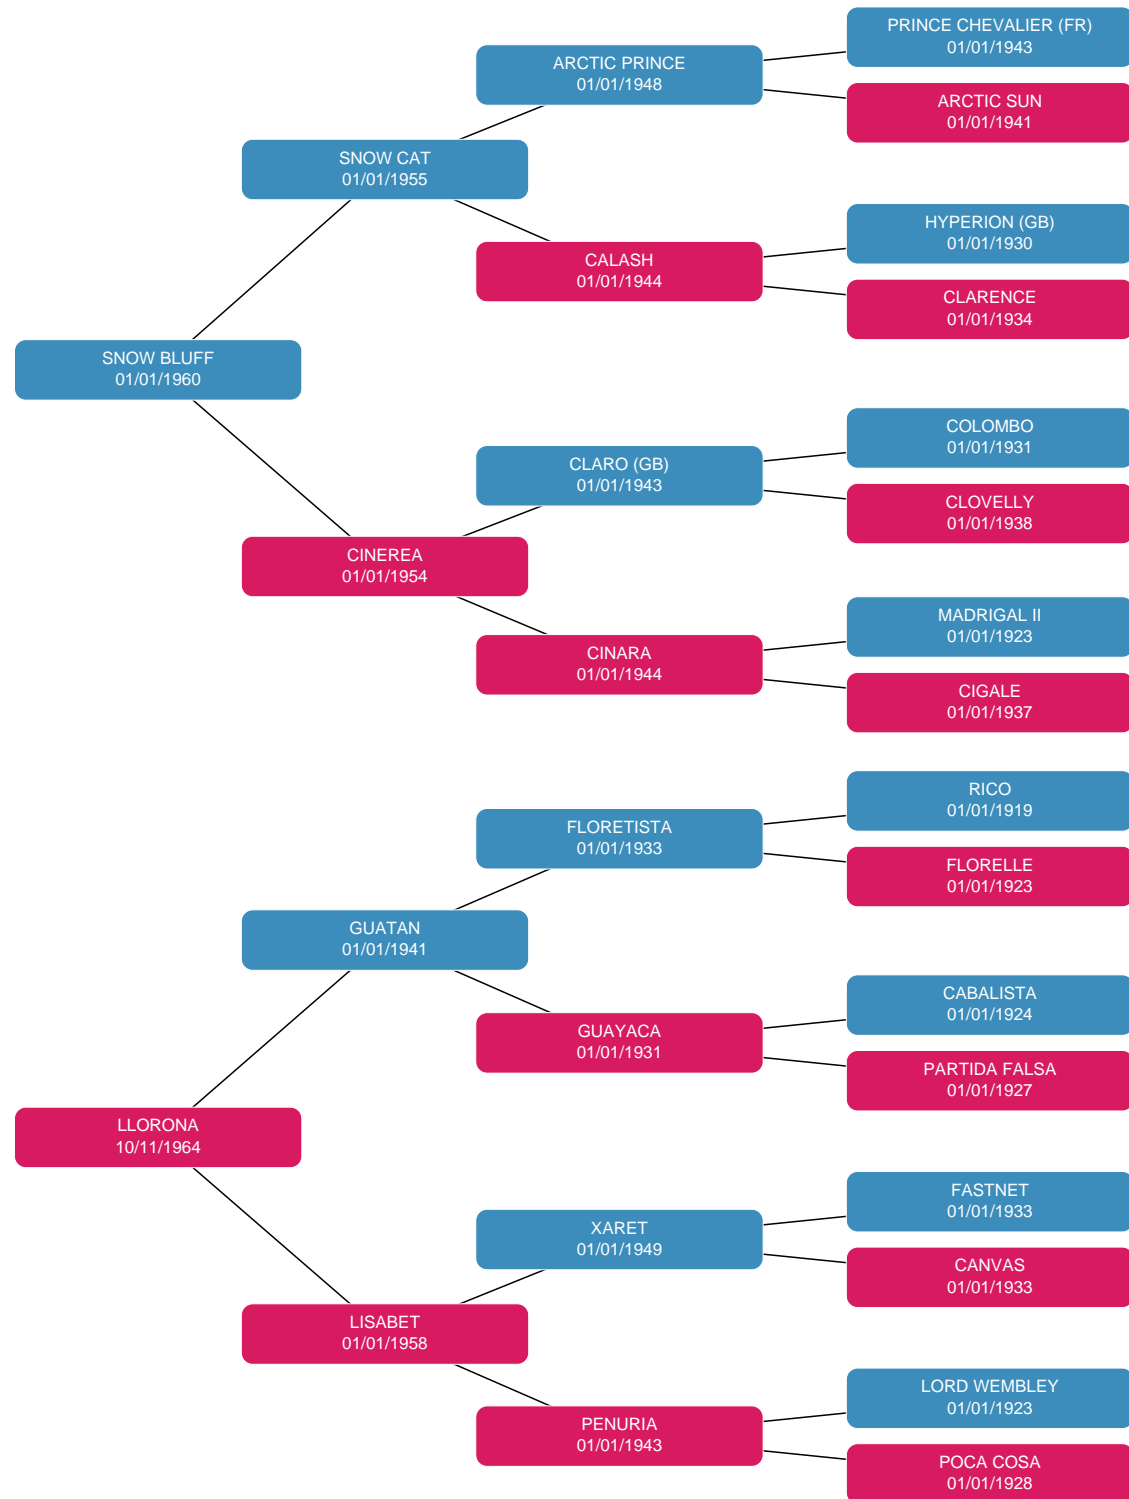 PRINCE CHEVALIER (FR)
01/01/1943
ARCTIC PRINCE
01/01/1948
ARCTIC SUN
01/01/1941
SNOW CAT
01/01/1955
HYPERION (GB)
01/01/1930
CALASH
01/01/1944
CLARENCE
01/01/1934
SNOW BLUFF
01/01/1960
COLOMBO
01/01/1931
CLARO (GB)
01/01/1943
CLOVELLY
01/01/1938
CINEREA
01/01/1954
MADRIGAL II
01/01/1923
CINARA
01/01/1944
CIGALE
01/01/1937
RICO
01/01/1919
FLORETISTA
01/01/1933
FLORELLE
01/01/1923
GUATAN
01/01/1941
CABALISTA
01/01/1924
GUAYACA
01/01/1931
PARTIDA FALSA
01/01/1927
LLORONA
10/11/1964
FASTNET
01/01/1933
XARET
01/01/1949
CANVAS
01/01/1933
LISABET
01/01/1958
LORD WEMBLEY
01/01/1923
PENURIA
01/01/1943
POCA COSA
01/01/1928